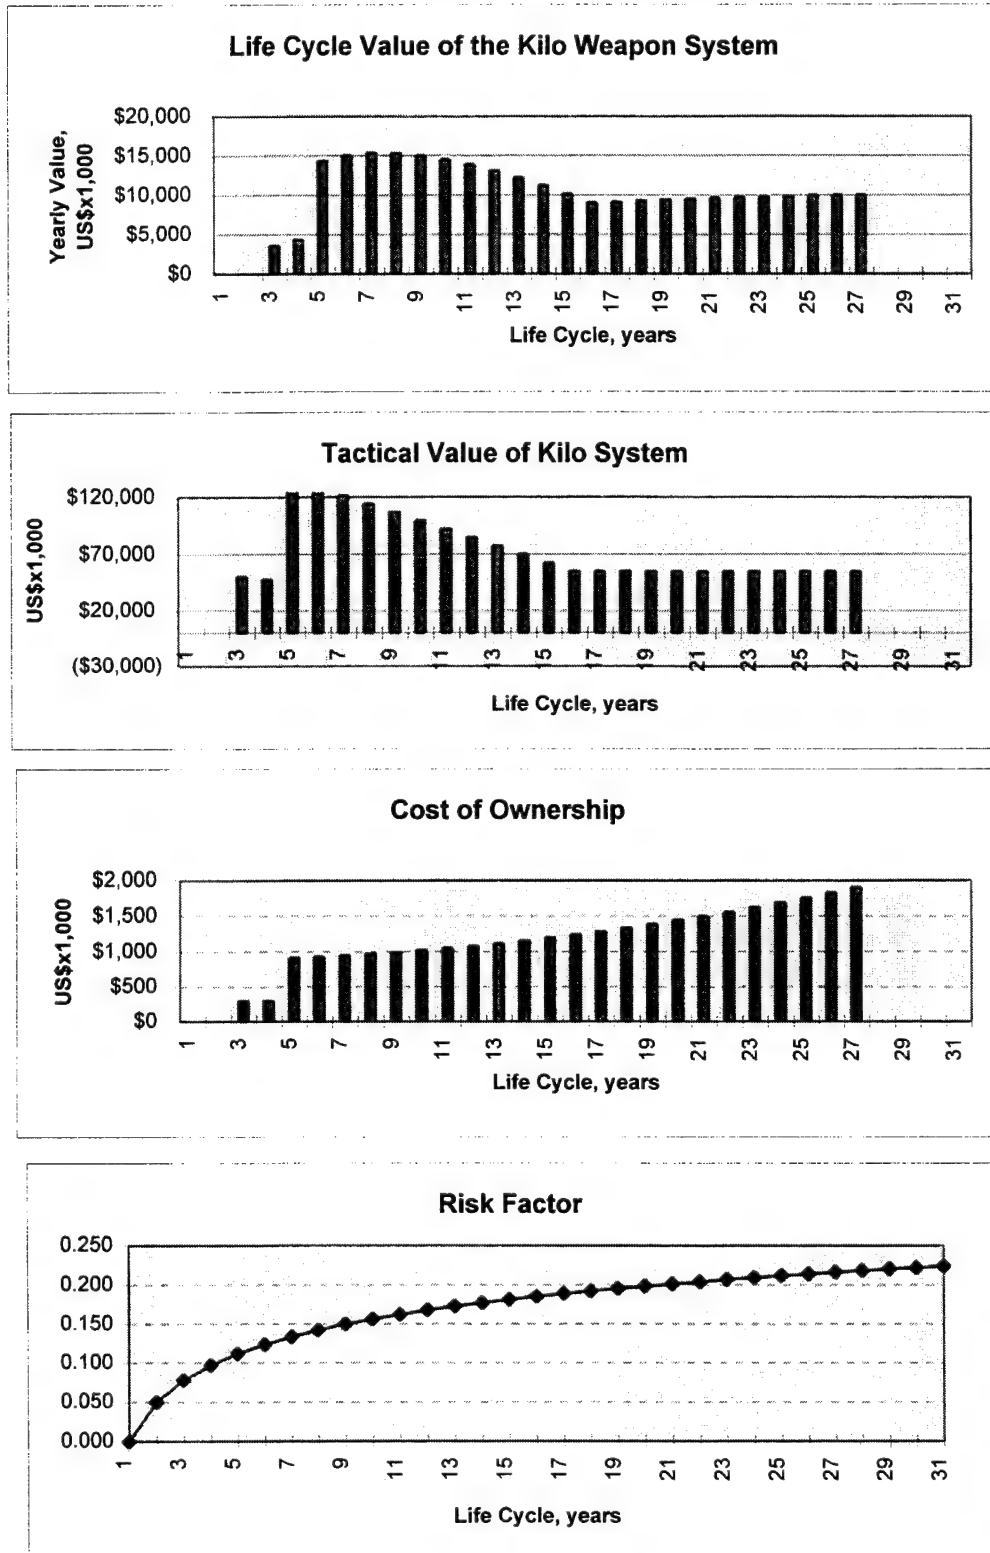 Life Cycle Value of the Kilo Weapon System
Yearly Value,
US$x1,000
$20,000
$15,000
$10,000
$5,000
$0
1 3 5 7 9 11 13 15 17 19 21 23 25 27 29 31
Life Cycle, years
Tactical Value of Kilo System
US$x1,000
$120,000
$70,000
$20,000
($30,000)
1 3 5 7 9 11 13 15 17 19 21 23 25 27 29 31
Life Cycle, years
Cost of Ownership
US$x1,000
$2,000
$1,500
$1,000
$500
$0
1 3 5 7 9 11 13 15 17 19 21 23 25 27 29 31
Life Cycle, years
Risk Factor
0.250
0.200
0.150
0.100
0.050
0.000
1 3 5 7 9 11 13 15 17 19 21 23 25 27 29 31
Life Cycle, years